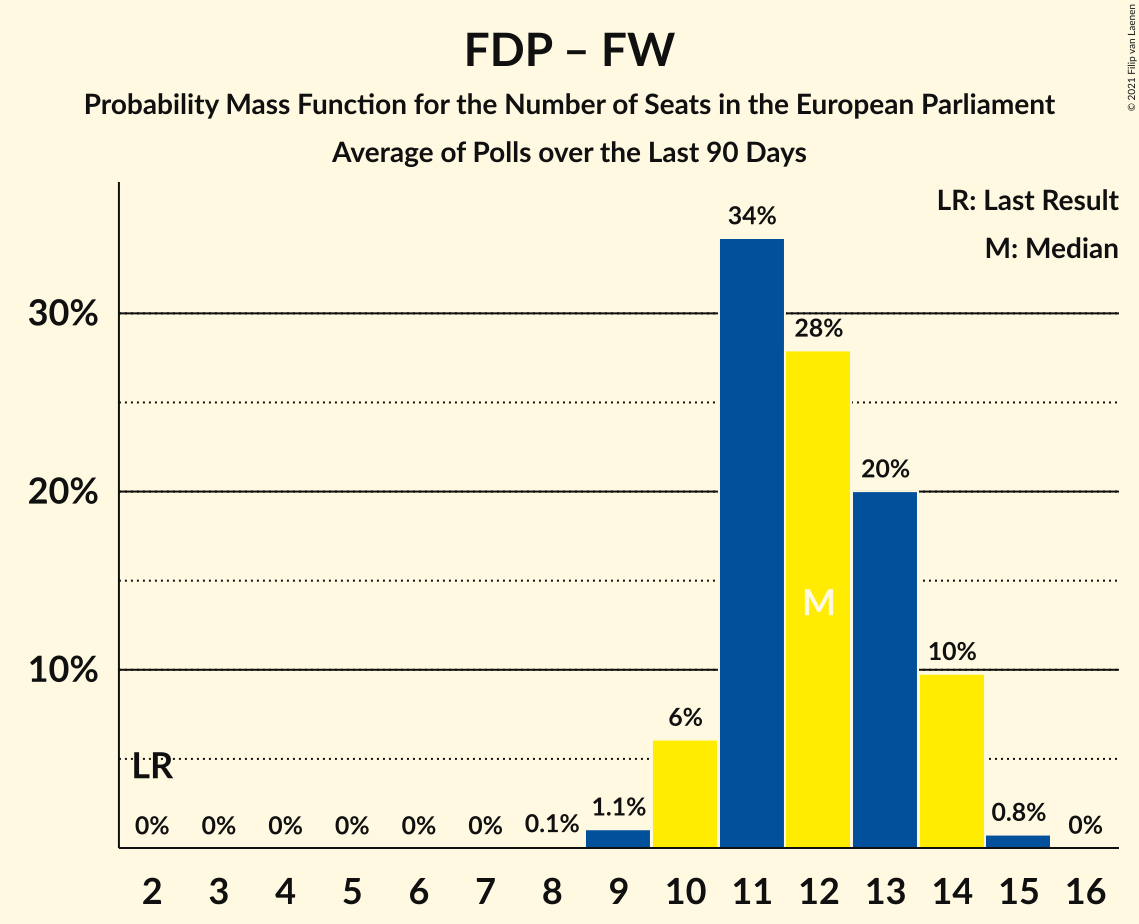 FDP – FW
Probability Mass Function for the Number of Seats in the European Parliament
Average of Polls over the Last 90 Days
© 2021 Filip van Laenen
LR: Last Result
M: Median
34%
30%
28%
20%
20%
M
10%
10%
6%
LR
0%
0%
0%
0%
0%
0%
0.1%
1.1%
0.8%
0%
2 3 4 5 6 7 8 9 10 11 12 13 14 15 16